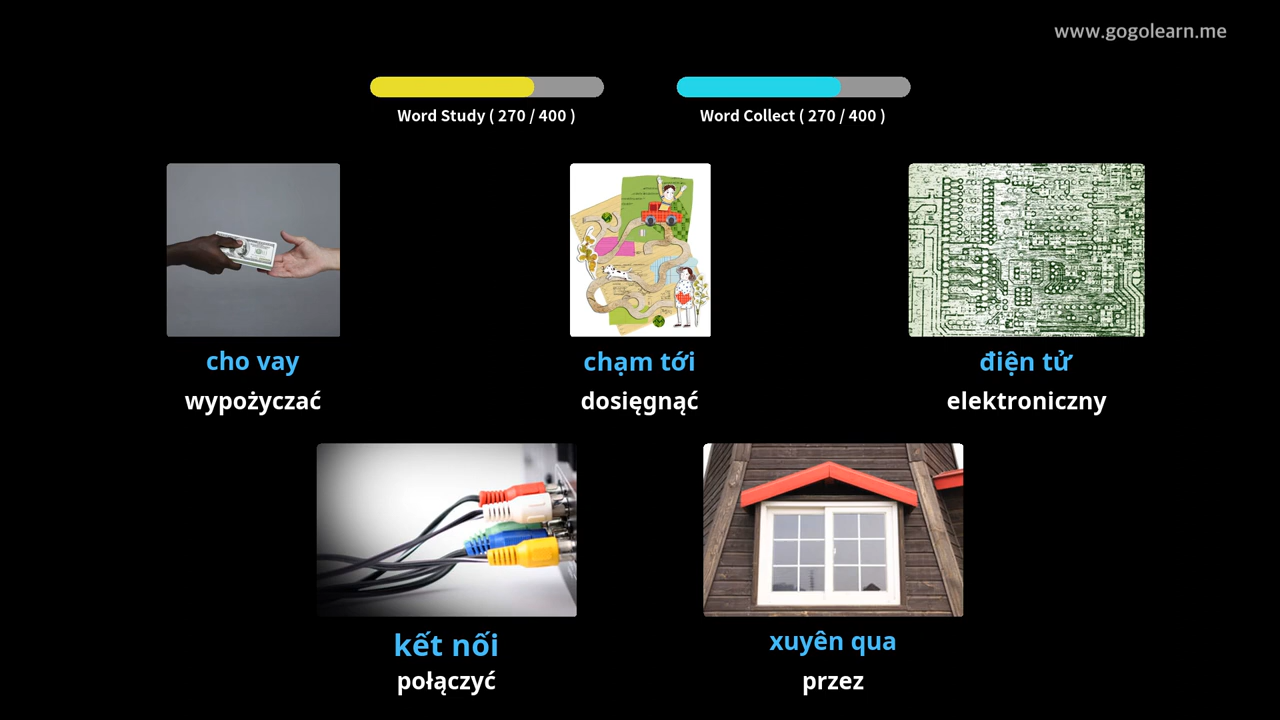 www.gogolearn.me
Word Study ( 270 / 400 )
Word Collect ( 270 / 400 )
cho vay
wypożyczać
chạm tới
dosięgnąć
điện tử
elektroniczny
kết nối
połączyć
xuyên qua
przez